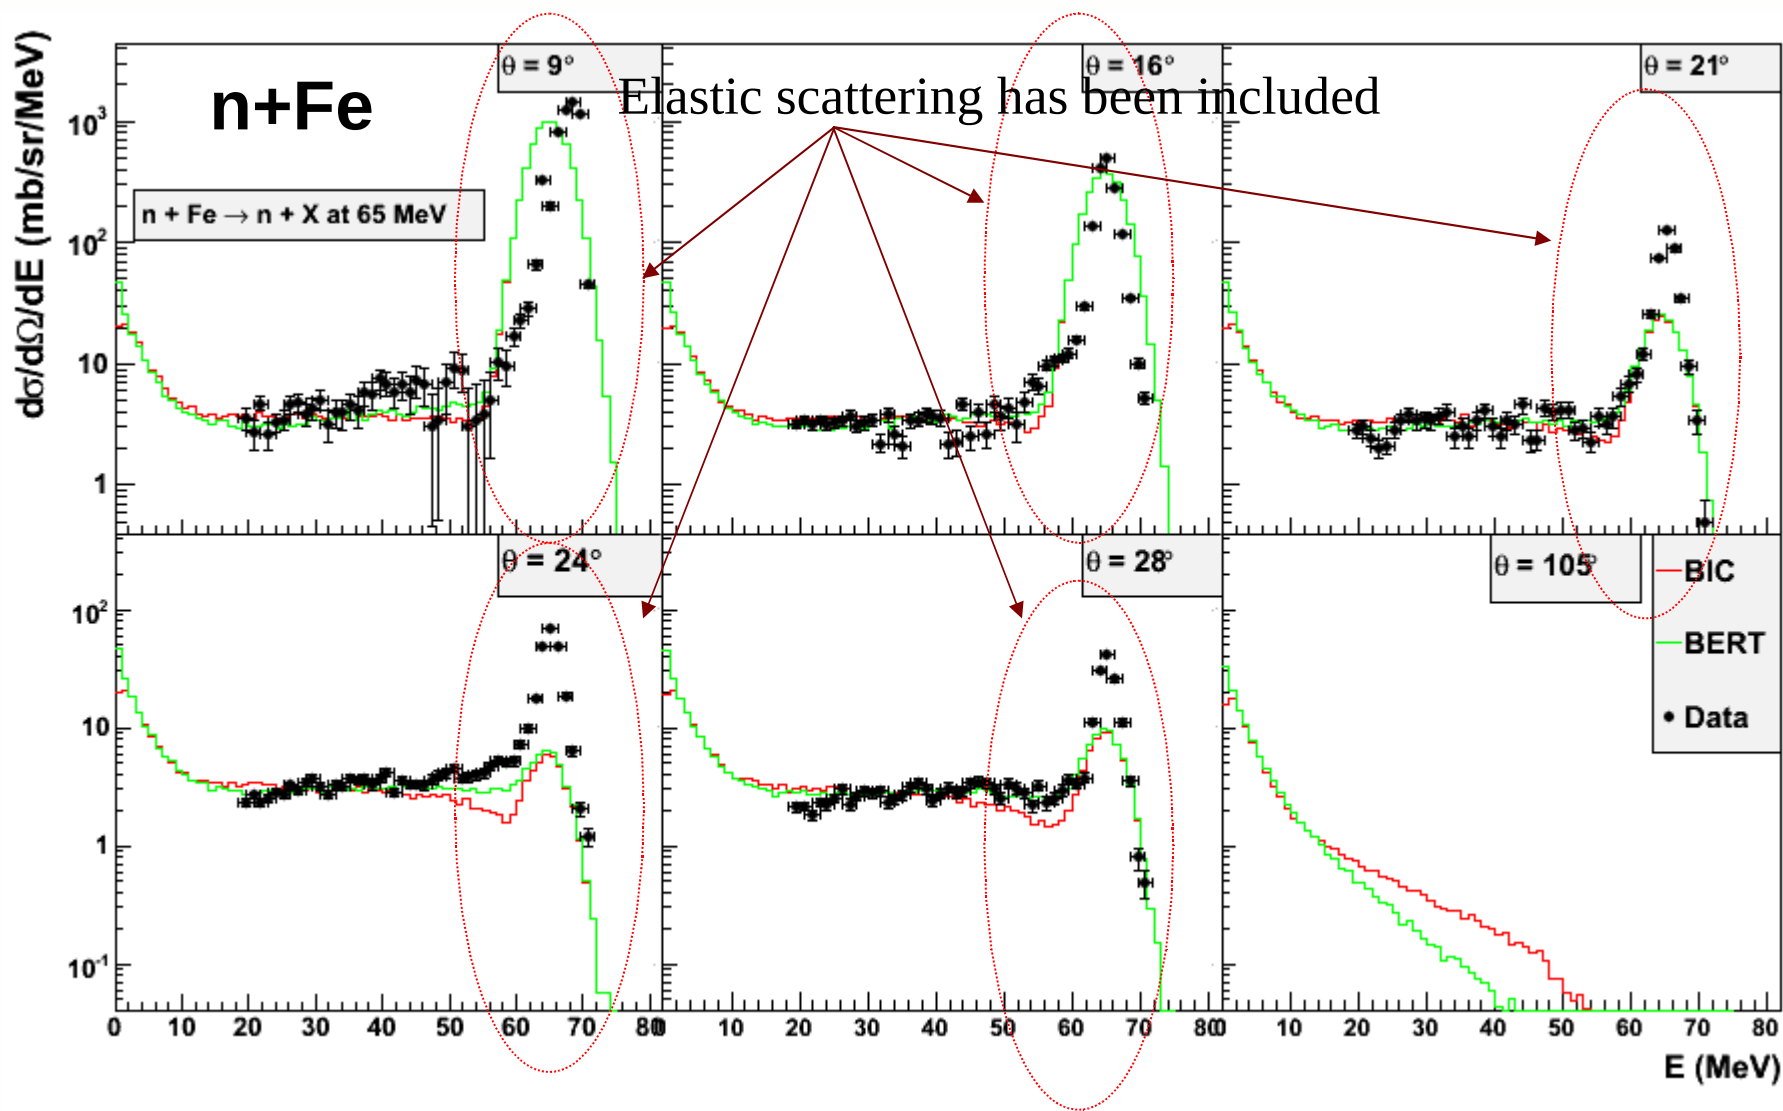 n+Fe
Elastic scattering has been included
dσ/dΩ/dE (mb/sr/MeV)
n + Fe → n + X at 65 MeV
θ = 9°
θ = 16°
θ = 21°
10³
10²
10
1
θ = 24°
θ = 28°
θ = 105°
BIC
BERT
Data
10²
10
1
10⁻¹
0 10 20 30 40 50 60 70 80 0 10 20 30 40 50 60 70 80 0 10 20 30 40 50 60 70 80
E (MeV)